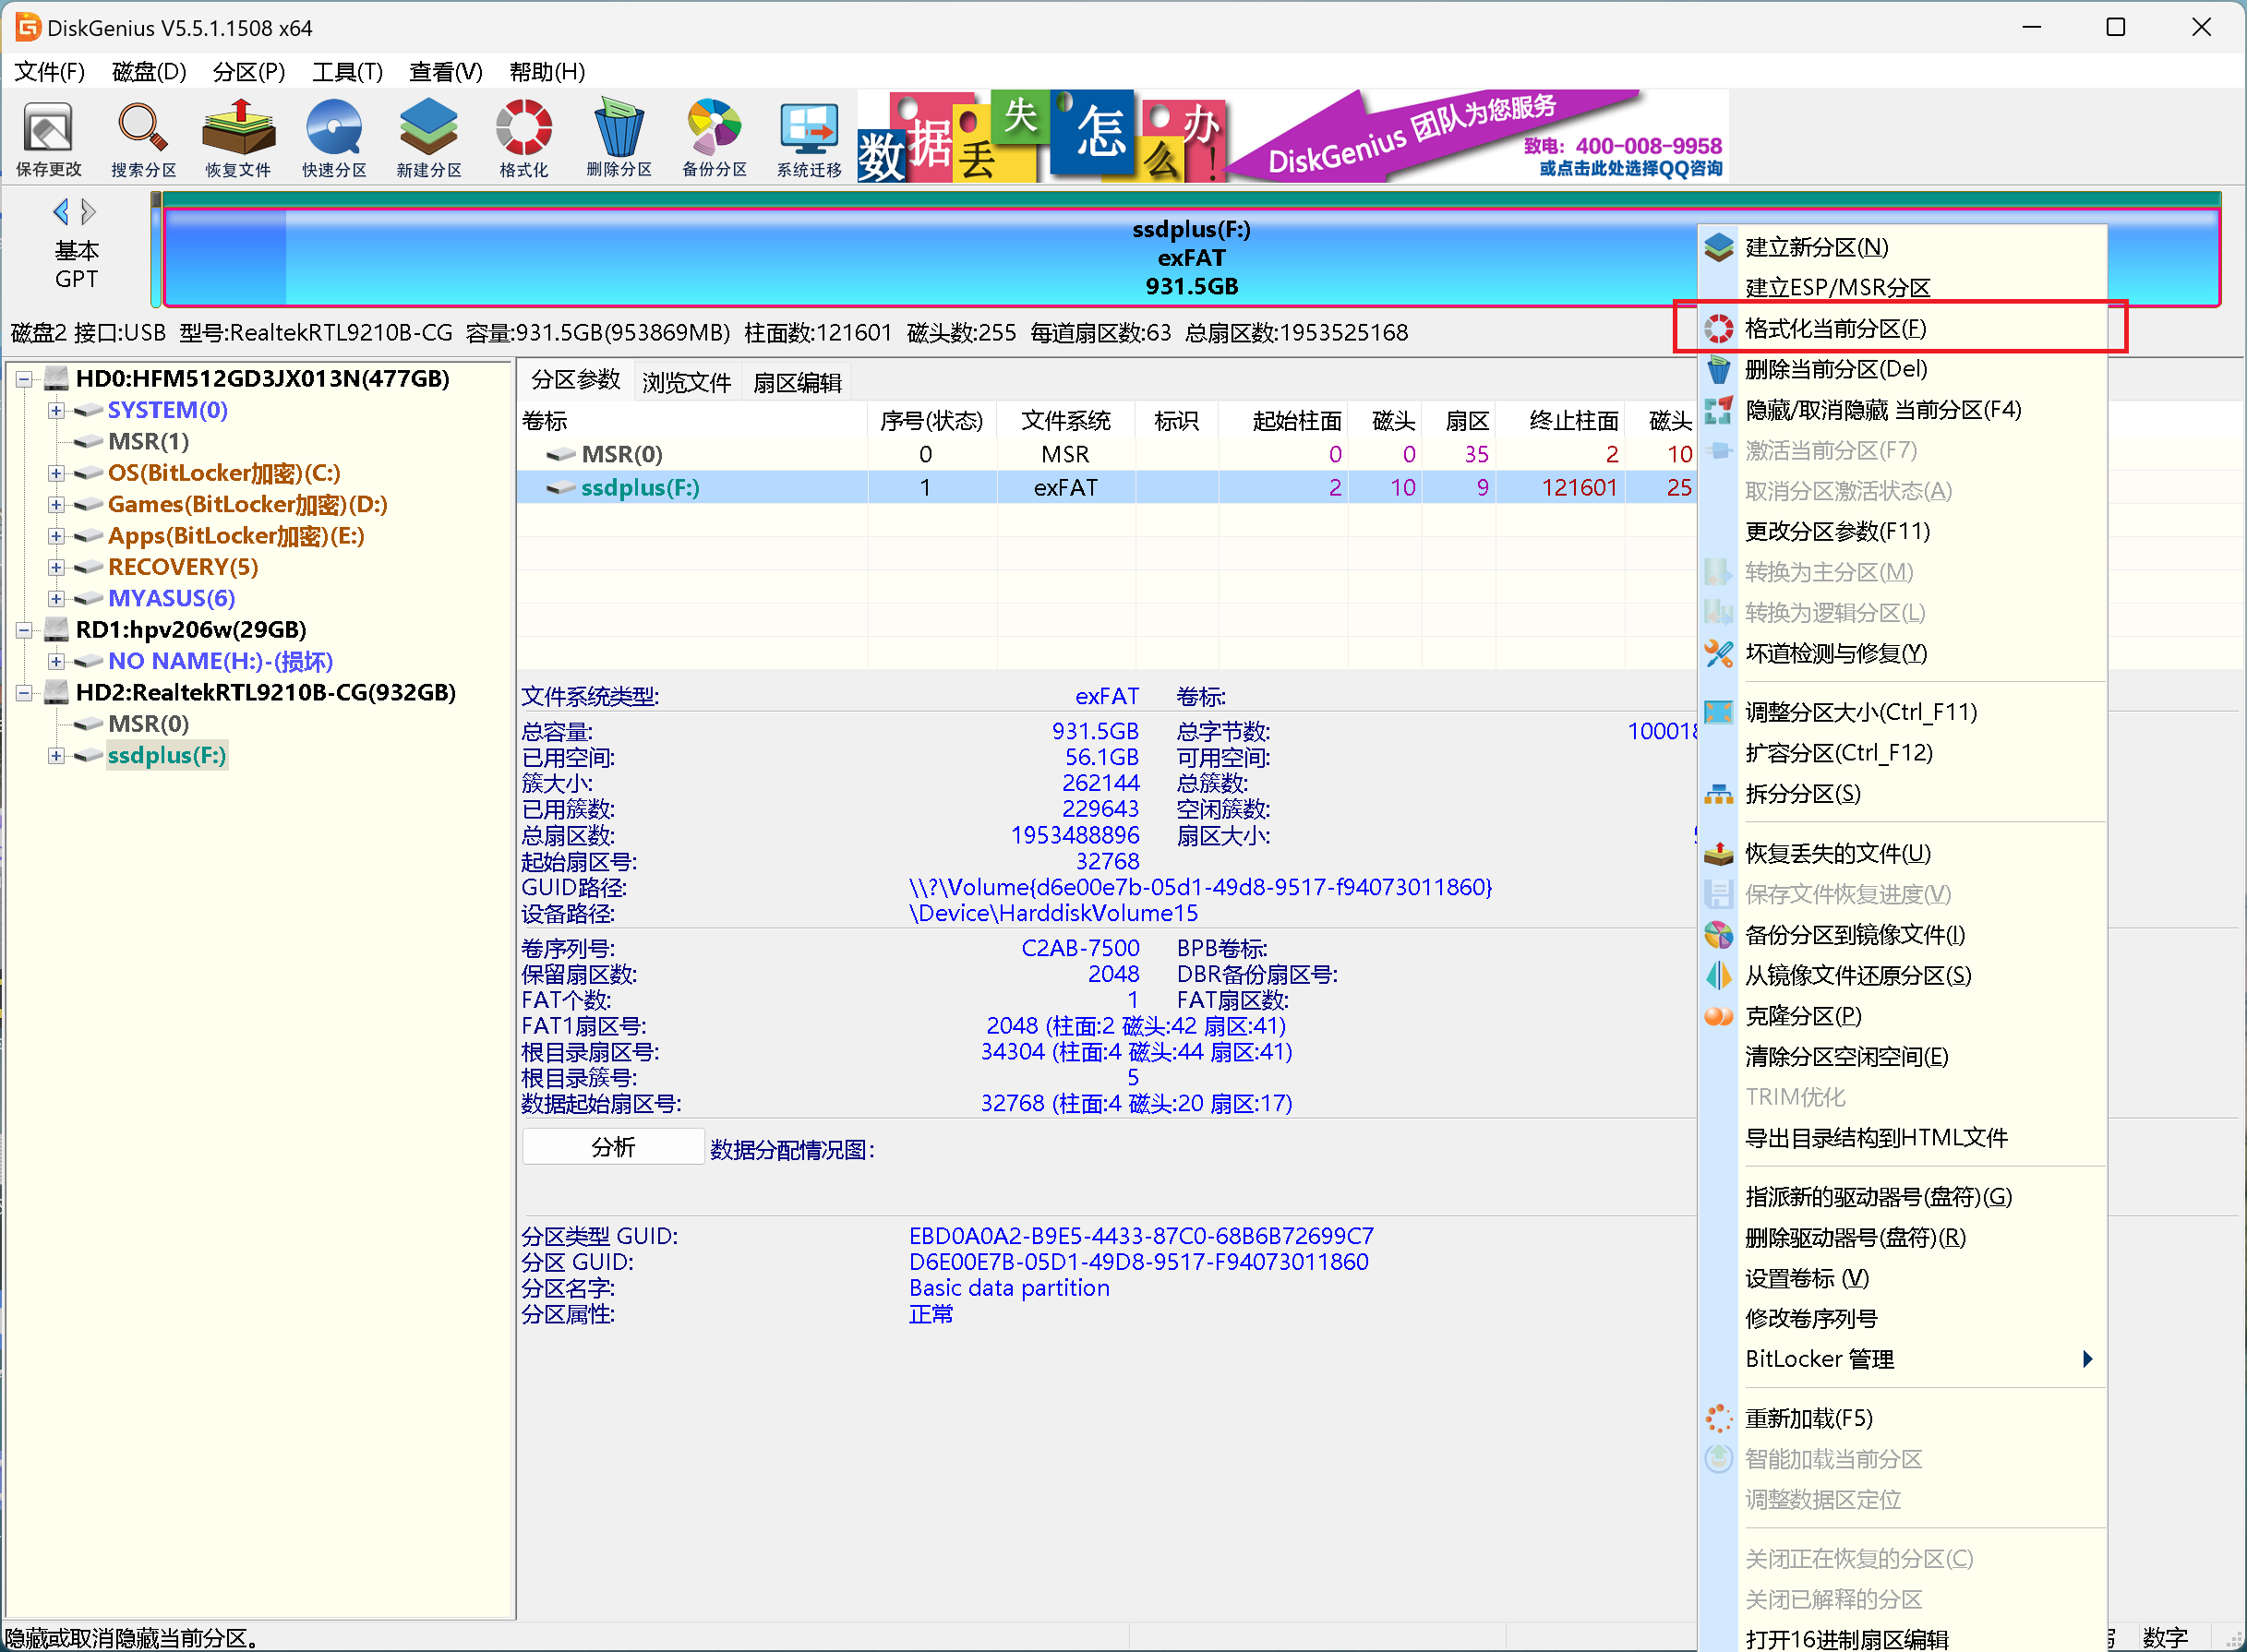 DiskGenius V5.5.1.1508 x64
文件(F) 磁盘(D) 分区(P) 工具(T) 查看(V) 帮助(H)
保存更改 搜索分区 恢复文件 快速分区 新建分区 格式化 删除分区 备份分区 系统迁移
数据丢失怎么办!
DiskGenius 团队为您服务
致电: 400-008-9958
或点击此处选择QQ咨询
基本
GPT
ssdplus(F:)
exFAT
931.5GB
磁盘2 接口:USB 型号:RealtekRTL9210B-CG 容量:931.5GB(953869MB) 柱面数:121601 磁头数:255 每道扇区数:63 总扇区数:1953525168
HD0:HFM512GD3JX013N(477GB)
SYSTEM(0)
MSR(1)
OS(BitLocker加密)(C:)
Games(BitLocker加密)(D:)
Apps(BitLocker加密)(E:)
RECOVERY(5)
MYASUS(6)
RD1:hpv206w(29GB)
NO NAME(H:)-(损坏)
HD2:RealtekRTL9210B-CG(932GB)
MSR(0)
ssdplus(F:)
分区参数 浏览文件 扇区编辑
卷标 序号(状态) 文件系统 标识 起始柱面 磁头 扇区 终止柱面 磁头
MSR(0) 0 MSR 0 0 35 2 10
ssdplus(F:) 1 exFAT 2 10 9 121601 25
文件系统类型: exFAT 卷标:
总容量: 931.5GB 总字节数: 100018
已用空间: 56.1GB 可用空间:
簇大小: 262144 总簇数:
已用簇数: 229643 空闲簇数:
总扇区数: 1953488896 扇区大小:
起始扇区号: 32768
GUID路径: \\?\Volume{d6e00e7b-05d1-49d8-9517-f94073011860}
设备路径: \Device\HarddiskVolume15
卷序列号: C2AB-7500 BPB卷标:
保留扇区数: 2048 DBR备份扇区号:
FAT个数: 1 FAT扇区数:
FAT1扇区号: 2048 (柱面:2 磁头:42 扇区:41)
根目录扇区号: 34304 (柱面:4 磁头:44 扇区:41)
根目录簇号: 5
数据起始扇区号: 32768 (柱面:4 磁头:20 扇区:17)
分析 数据分配情况图:
分区类型 GUID: EBD0A0A2-B9E5-4433-87C0-68B6B72699C7
分区 GUID: D6E00E7B-05D1-49D8-9517-F94073011860
分区名字: Basic data partition
分区属性: 正常
建立新分区(N)
建立ESP/MSR分区
格式化当前分区(F)
删除当前分区(Del)
隐藏/取消隐藏 当前分区(F4)
激活当前分区(F7)
取消分区激活状态(A)
更改分区参数(F11)
转换为主分区(M)
转换为逻辑分区(L)
坏道检测与修复(Y)
调整分区大小(Ctrl_F11)
扩容分区(Ctrl_F12)
拆分分区(S)
恢复丢失的文件(U)
保存文件恢复进度(V)
备份分区到镜像文件(I)
从镜像文件还原分区(S)
克隆分区(P)
清除分区空闲空间(E)
TRIM优化
导出目录结构到HTML文件
指派新的驱动器号(盘符)(G)
删除驱动器号(盘符)(R)
设置卷标 (V)
修改卷序列号
BitLocker 管理
重新加载(F5)
智能加载当前分区
调整数据区定位
关闭正在恢复的分区(C)
关闭已解释的分区
打开16进制扇区编辑
隐藏或取消隐藏当前分区。 数字